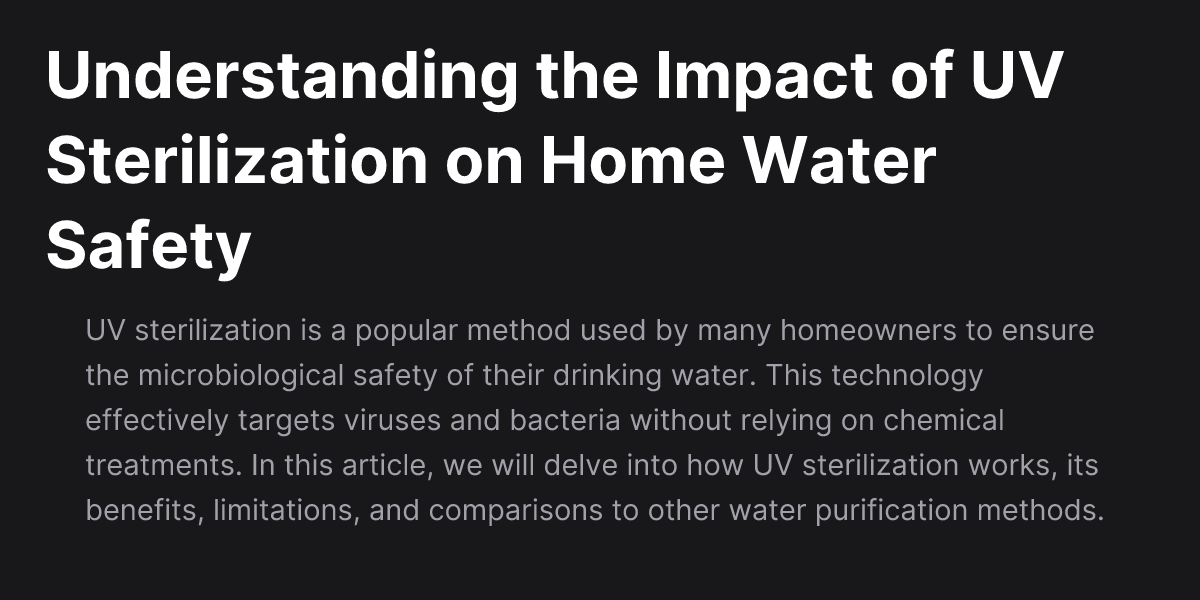 Understanding the Impact of UV
Sterilization on Home Water
Safety
UV sterilization is a popular method used by many homeowners to ensure
the microbiological safety of their drinking water. This technology
effectively targets viruses and bacteria without relying on chemical
treatments. In this article, we will delve into how UV sterilization works, its
benefits, limitations, and comparisons to other water purification methods.